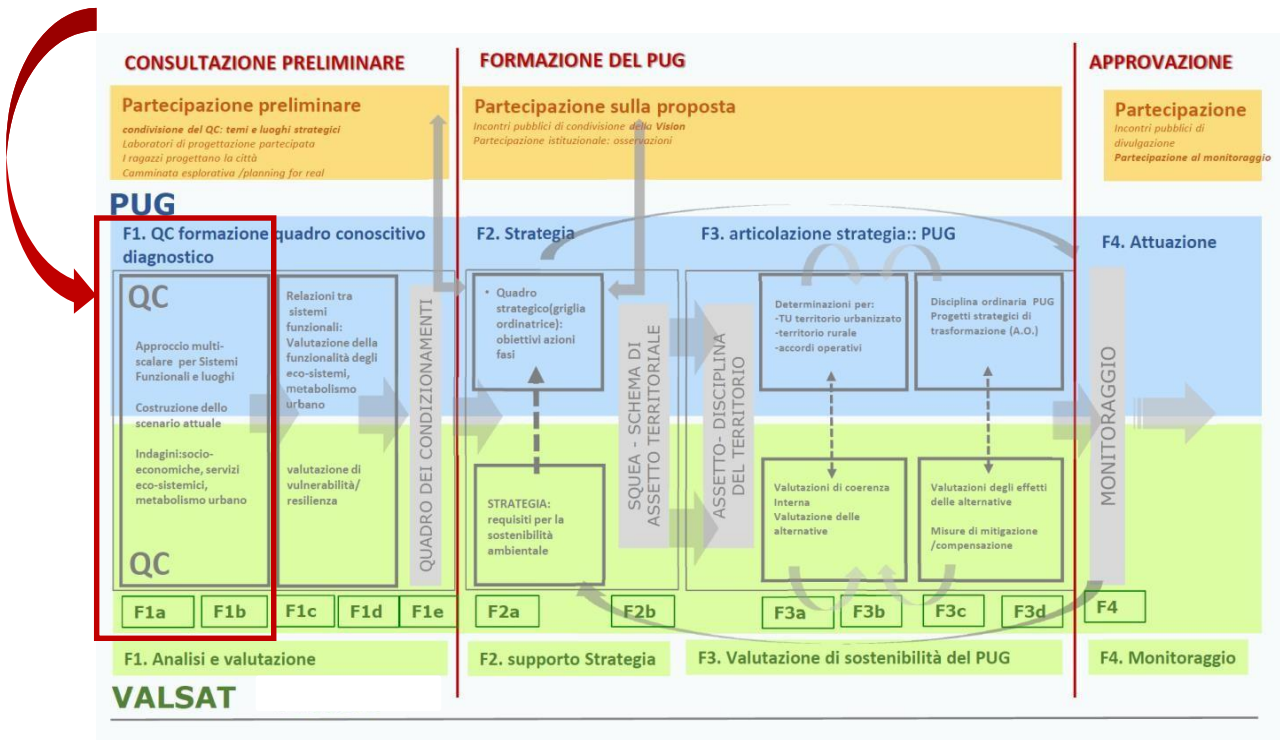 CONSULTAZIONE PRELIMINARE
FORMAZIONE DEL PUG
APPROVAZIONE
Partecipazione preliminare
condivisione del QC: temi e luoghi strategici
Laboratori di progettazione partecipata
I ragazzi progettano la città
Camminata esplorativa /planning for real
Partecipazione sulla proposta
Incontri pubblici di condivisione della Vision
Partecipazione istituzionale: osservazioni
Partecipazione
Incontri pubblici di
divulgazione
Partecipazione al monitoraggio
PUG
F1. QC formazione quadro conoscitivo
diagnostico
F2. Strategia
F3. articolazione strategia:: PUG
F4. Attuazione
QC
Approccio multi-
scalare per Sistemi
Funzionali e luoghi
Costruzione dello
scenario attuale
Indagini:socio-
economiche, servizi
eco-sistemici,
metabolismo urbano
QC
Relazioni tra
sistemi
funzionali:
Valutazione della
funzionalità degli
eco-sistemi,
metabolismo
urbano
valutazione di
vulnerabilità/
resilienza
QUADRO DEI CONDIZIONAMENTI
• Quadro
strategico(griglia
ordinatrice):
obiettivi azioni
fasi
STRATEGIA:
requisiti per la
sostenibilità
ambientale
SQUEA - SCHEMA DI
ASSETTO TERRITORIALE
ASSETTO- DISCIPLINA
DEL TERRITORIO
Determinazioni per:
-TU territorio urbanizzato
-territorio rurale
-accordi operativi
Disciplina ordinaria PUG
Progetti strategici di
trasformazione (A.O.)
Valutazioni di coerenza
Interna
Valutazione delle
alternative
Valutazioni degli effetti
delle alternative
Misure di mitigazione
/compensazione
MONITORAGGIO
F1a
F1b
F1c
F1d
F1e
F2a
F2b
F3a
F3b
F3c
F3d
F4
F1. Analisi e valutazione
F2. supporto Strategia
F3. Valutazione di sostenibilità del PUG
F4. Monitoraggio
VALSAT